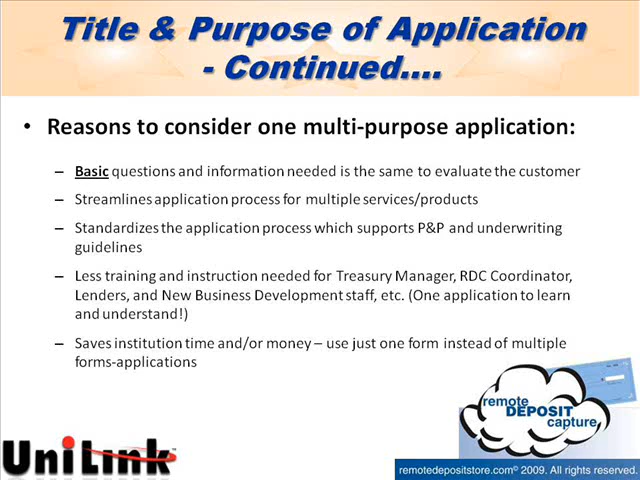 Title & Purpose of Application
- Continued....
• Reasons to consider one multi-purpose application:
– Basic questions and information needed is the same to evaluate the customer
– Streamlines application process for multiple services/products
– Standardizes the application process which supports P&P and underwriting
guidelines
– Less training and instruction needed for Treasury Manager, RDC Coordinator,
Lenders, and New Business Development staff, etc. (One application to learn
and understand!)
– Saves institution time and/or money – use just one form instead of multiple
forms-applications
remote
DEPOSIT
capture
UniLink™
remotedepositstore.com© 2009. All rights reserved.